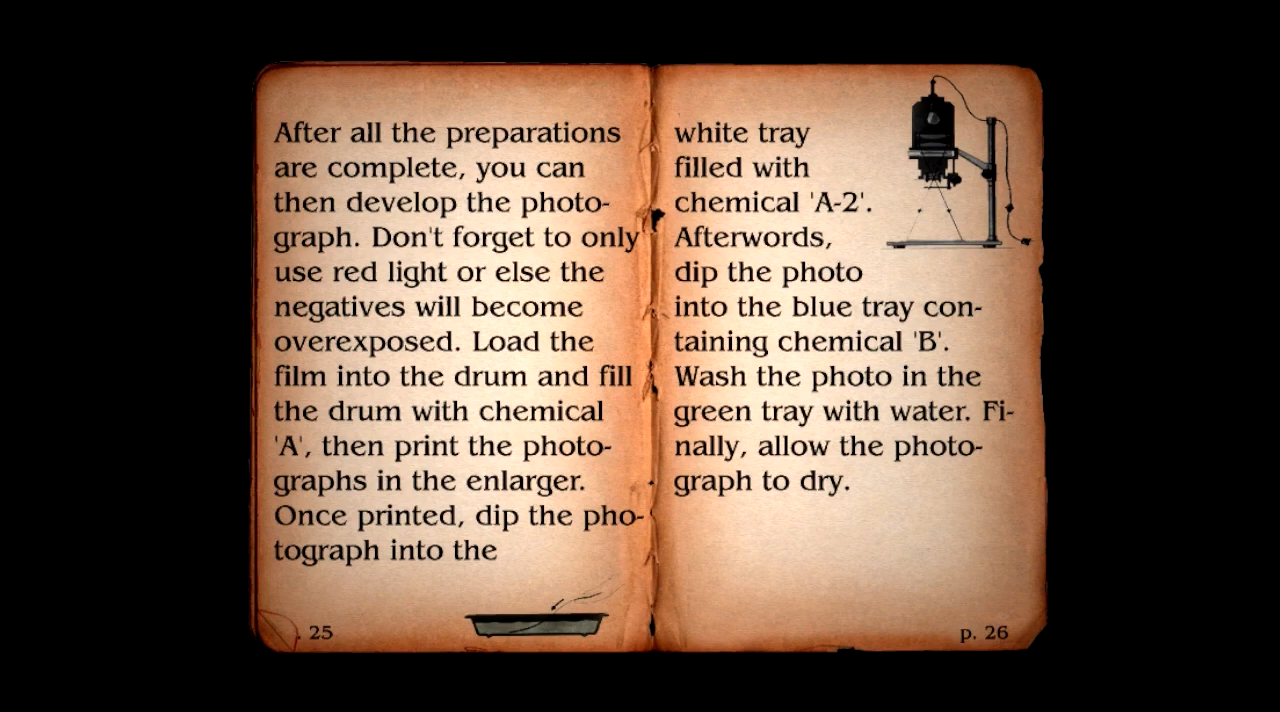 After all the preparations
are complete, you can
then develop the photo-
graph. Don't forget to only
use red light or else the
negatives will become
overexposed. Load the
film into the drum and fill
the drum with chemical
'A', then print the photo-
graphs in the enlarger.
Once printed, dip the pho-
tograph into the
. 25
white tray
filled with
chemical 'A-2'.
Afterwords,
dip the photo
into the blue tray con-
taining chemical 'B'.
Wash the photo in the
green tray with water. Fi-
nally, allow the photo-
graph to dry.
p. 26